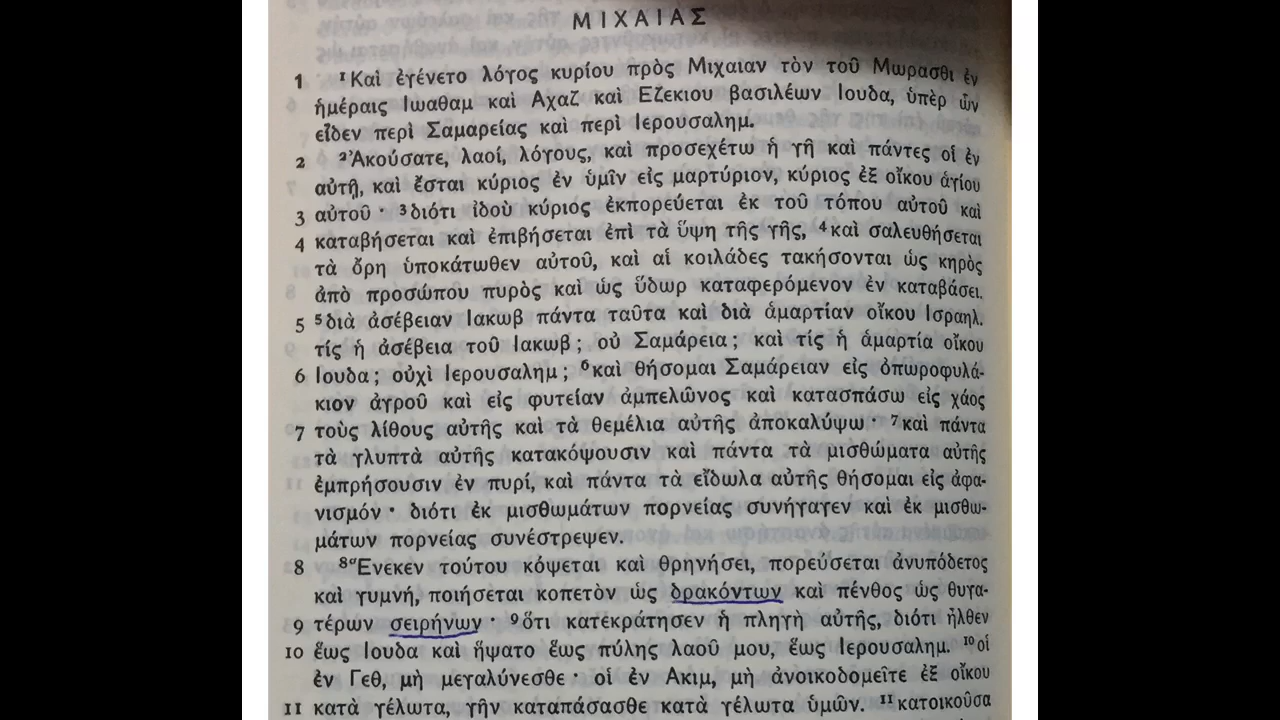 ΜΙΧΑΙΑΣ
1 ¹Καὶ ἐγένετο λόγος κυρίου πρὸς Μιχαιαν τὸν τοῦ Μωρασθι ἐν
ἡμέραις Ιωαθαμ καὶ Αχαζ καὶ Εζεκιου βασιλέων Ιουδα, ὑπὲρ ὧν
εἶδεν περὶ Σαμαρείας καὶ περὶ Ιερουσαλημ.
2 ²Ἀκούσατε, λαοί, λόγους, καὶ προσεχέτω ἡ γῆ καὶ πάντες οἱ ἐν
αὐτῇ, καὶ ἔσται κύριος ἐν ὑμῖν εἰς μαρτύριον, κύριος ἐξ οἴκου ἁγίου
3 αὐτοῦ· ³διότι ἰδοὺ κύριος ἐκπορεύεται ἐκ τοῦ τόπου αὐτοῦ καὶ
4 καταβήσεται καὶ ἐπιβήσεται ἐπὶ τὰ ὕψη τῆς γῆς, ⁴καὶ σαλευθήσεται
τὰ ὄρη ὑποκάτωθεν αὐτοῦ, καὶ αἱ κοιλάδες τακήσονται ὡς κηρὸς
ἀπὸ προσώπου πυρὸς καὶ ὡς ὕδωρ καταφερόμενον ἐν καταβάσει.
5 ⁵διὰ ἀσέβειαν Ιακωβ πάντα ταῦτα καὶ διὰ ἁμαρτίαν οἴκου Ισραηλ.
τίς ἡ ἀσέβεια τοῦ Ιακωβ; οὐ Σαμάρεια; καὶ τίς ἡ ἁμαρτία οἴκου
6 Ιουδα; οὐχὶ Ιερουσαλημ; ⁶καὶ θήσομαι Σαμάρειαν εἰς ὀπωροφυλά-
κιον ἀγροῦ καὶ εἰς φυτείαν ἀμπελῶνος καὶ κατασπάσω εἰς χάος
7 τοὺς λίθους αὐτῆς καὶ τὰ θεμέλια αὐτῆς ἀποκαλύψω· ⁷καὶ πάντα
τὰ γλυπτὰ αὐτῆς κατακόψουσιν καὶ πάντα τὰ μισθώματα αὐτῆς
ἐμπρήσουσιν ἐν πυρί, καὶ πάντα τὰ εἴδωλα αὐτῆς θήσομαι εἰς ἀφα-
νισμόν· διότι ἐκ μισθωμάτων πορνείας συνήγαγεν καὶ ἐκ μισθω-
μάτων πορνείας συνέστρεψεν.
8 ⁸Ἕνεκεν τούτου κόψεται καὶ θρηνήσει, πορεύσεται ἀνυπόδετος
καὶ γυμνή, ποιήσεται κοπετὸν ὡς δρακόντων καὶ πένθος ὡς θυγα-
9 τέρων σειρήνων· ⁹ὅτι κατεκράτησεν ἡ πληγὴ αὐτῆς, διότι ἦλθεν
10 ἕως Ιουδα καὶ ἥψατο ἕως πύλης λαοῦ μου, ἕως Ιερουσαλημ. ¹⁰οἱ
ἐν Γεθ, μὴ μεγαλύνεσθε· οἱ ἐν Ακιμ, μὴ ἀνοικοδομεῖτε ἐξ οἴκου
11 κατὰ γέλωτα, γῆν καταπάσασθε κατὰ γέλωτα ὑμῶν. ¹¹κατοικοῦσα